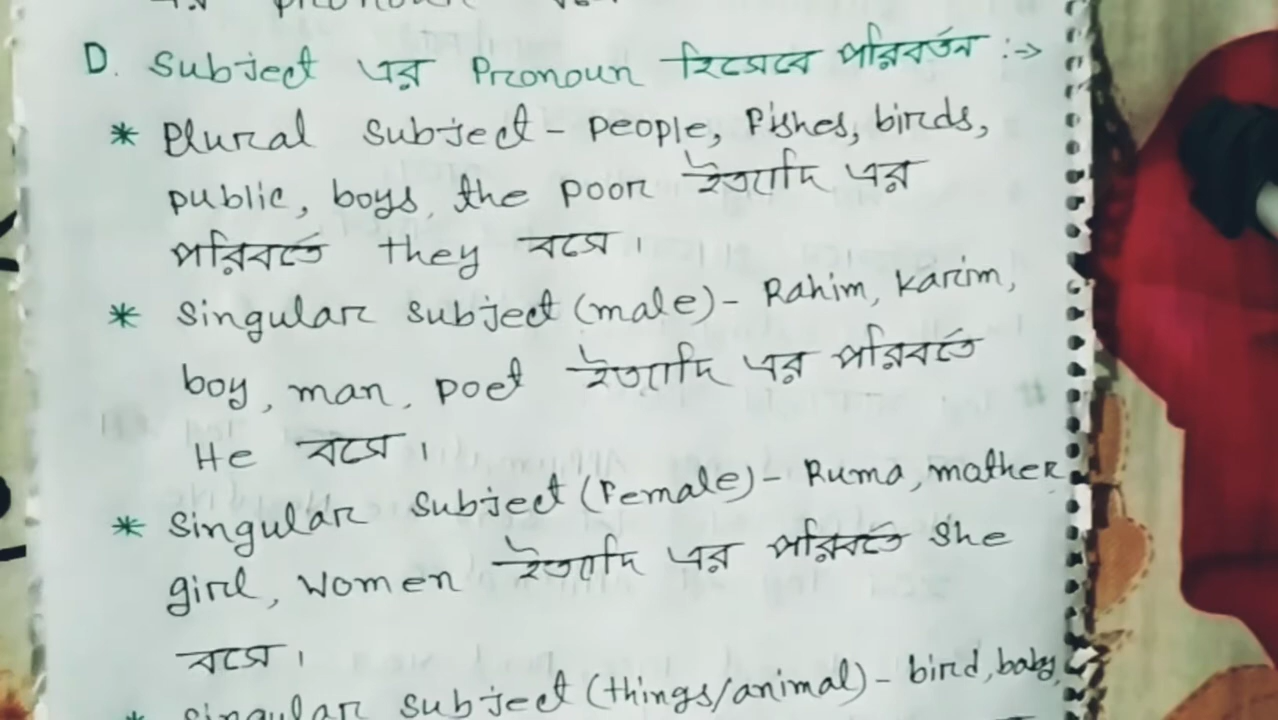 এর pronoun
D. Subject এর Pronoun হিসেবে পরিবর্তন :→
* Plural Subject - People, Fishes, birds,
public, boys, the poor ইত্যাদি এর
পরিবর্তে they বসে।
* Singular Subject (male) - Rahim, Karim,
boy, man, poet ইত্যাদি এর পরিবর্তে
He বসে।
* Singular Subject (Female) - Ruma, mother
girl, Women ইত্যাদি এর পরিবর্তে She
বসে।
* Singular Subject (things/animal) - bird, baby,